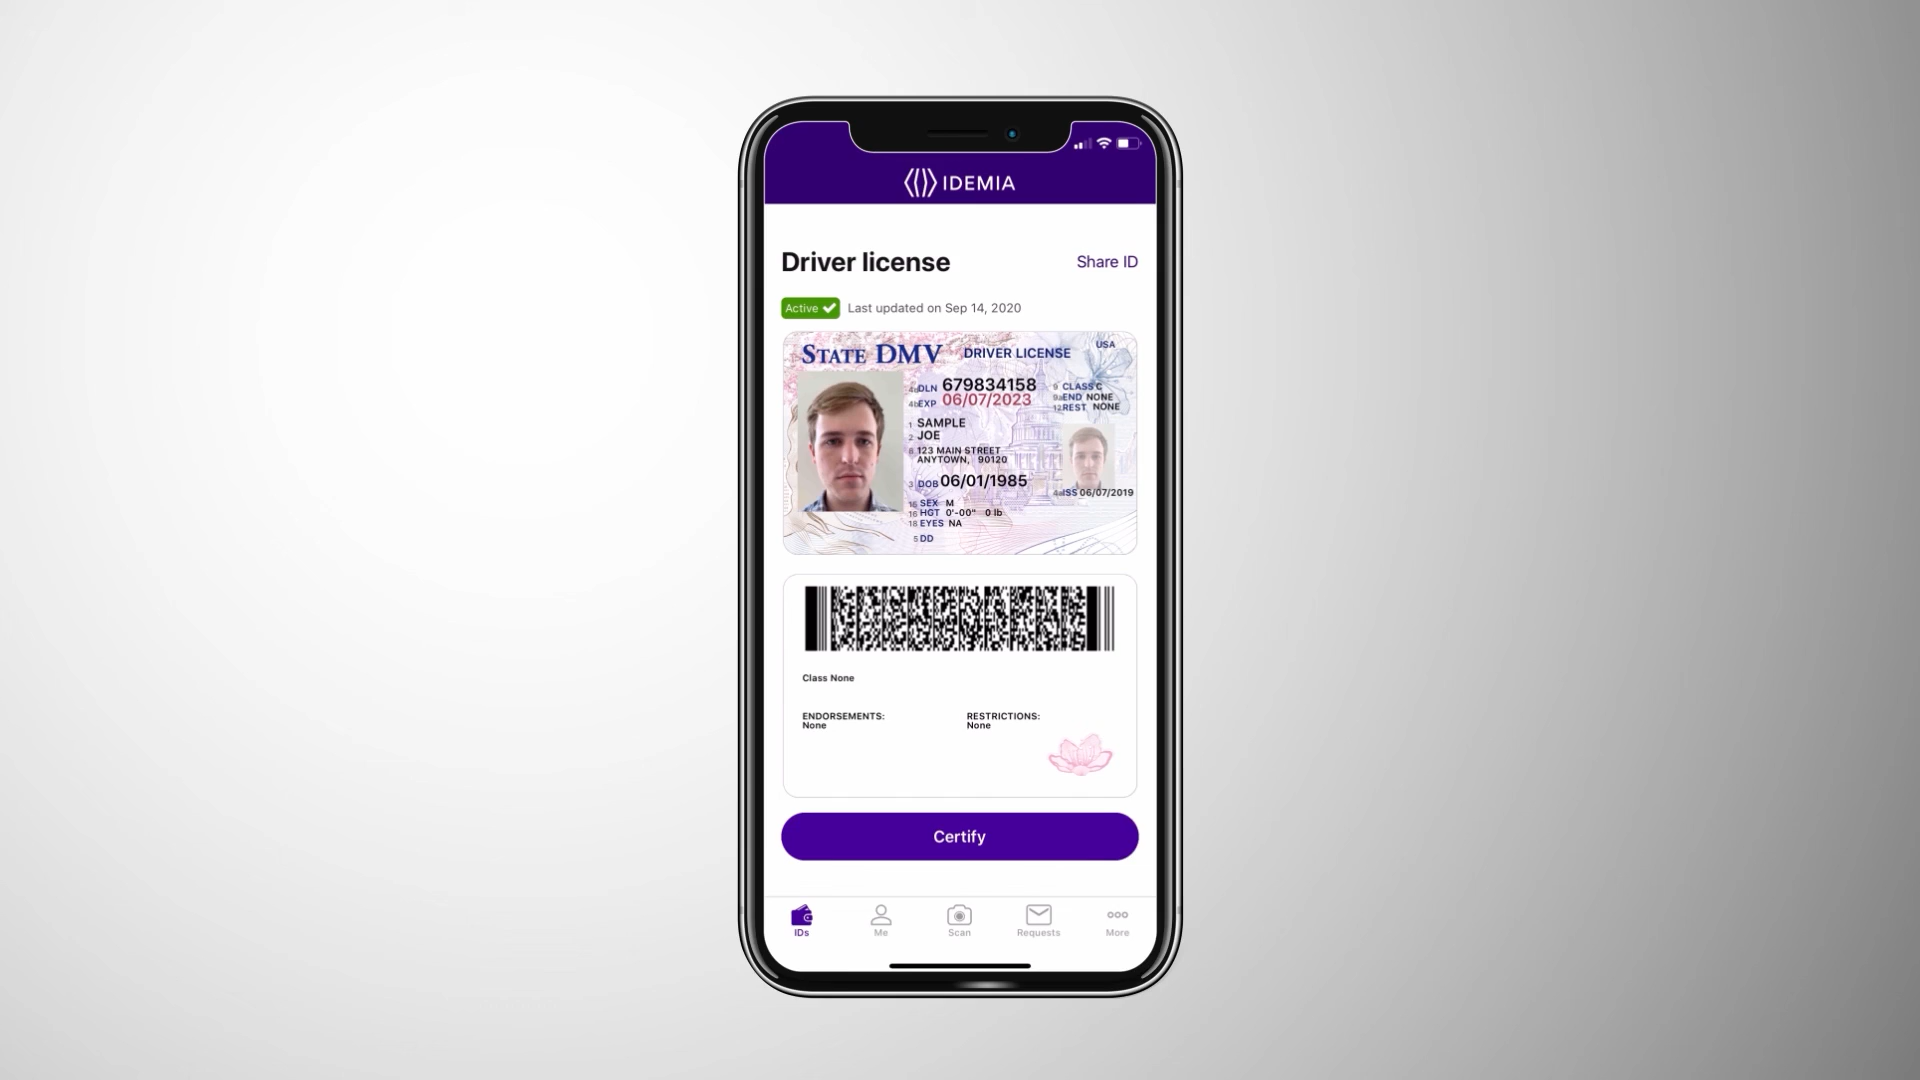 IDEMIA
Driver license
Share ID
Active
Last updated on Sep 14, 2020
STATE DMV
DRIVER LICENSE
USA
4d DLN 679834158
4b EXP 06/07/2023
9 CLASS C
9a END NONE
12 REST NONE
1 SAMPLE
2 JOE
8 123 MAIN STREET
ANYTOWN, 90120
3 DOB 06/01/1985
4a ISS 06/07/2019
15 SEX M
16 HGT 0'-00" 0 lb
18 EYES NA
5 DD
Class None
ENDORSEMENTS:
None
RESTRICTIONS:
None
Certify
IDs
Me
Scan
Requests
More